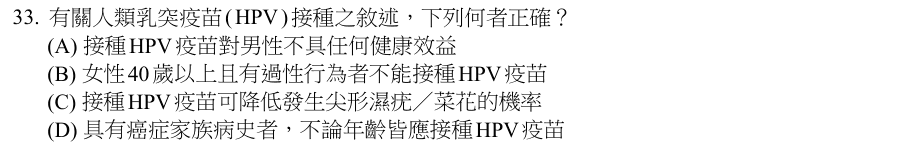 33. 有關人類乳突疫苗(HPV)接種之敘述，下列何者正確？
(A) 接種HPV疫苗對男性不具任何健康效益
(B) 女性40歲以上且有過性行為者不能接種HPV疫苗
(C) 接種HPV疫苗可降低發生尖形濕疣／菜花的機率
(D) 具有癌症家族病史者，不論年齡皆應接種HPV疫苗